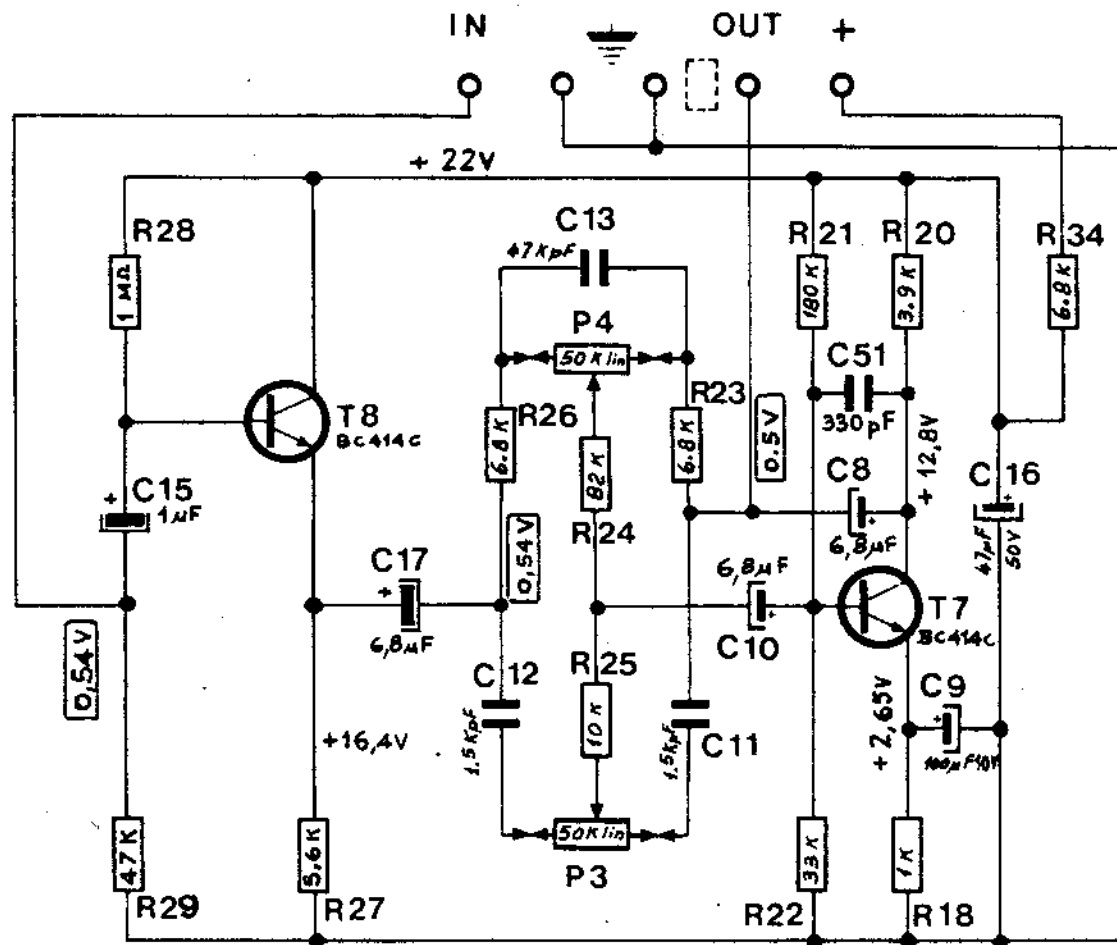 IN
OUT
+
+ 22V
R28
1 MΩ
C13
47KpF
R21
180K
R20
3.9K
R34
6.8K
P4
50K lin
C51
330pF
T8
BC414C
R26
6.8K
R23
6.8K
82K
R24
0.5V
C8
6,8µF
+ 12,8V
C16
+
47µF
50V
C15
+
1µF
C17
+
6,8µF
0,54V
6,8µF
+
C10
T7
BC414C
0,54V
C12
1.5KpF
R25
10K
C11
1.5KpF
+ 2,65V
C9
+
100µF 10V
+16,4V
47K
R29
5.6K
R27
50K lin
P3
33K
R22
1K
R18